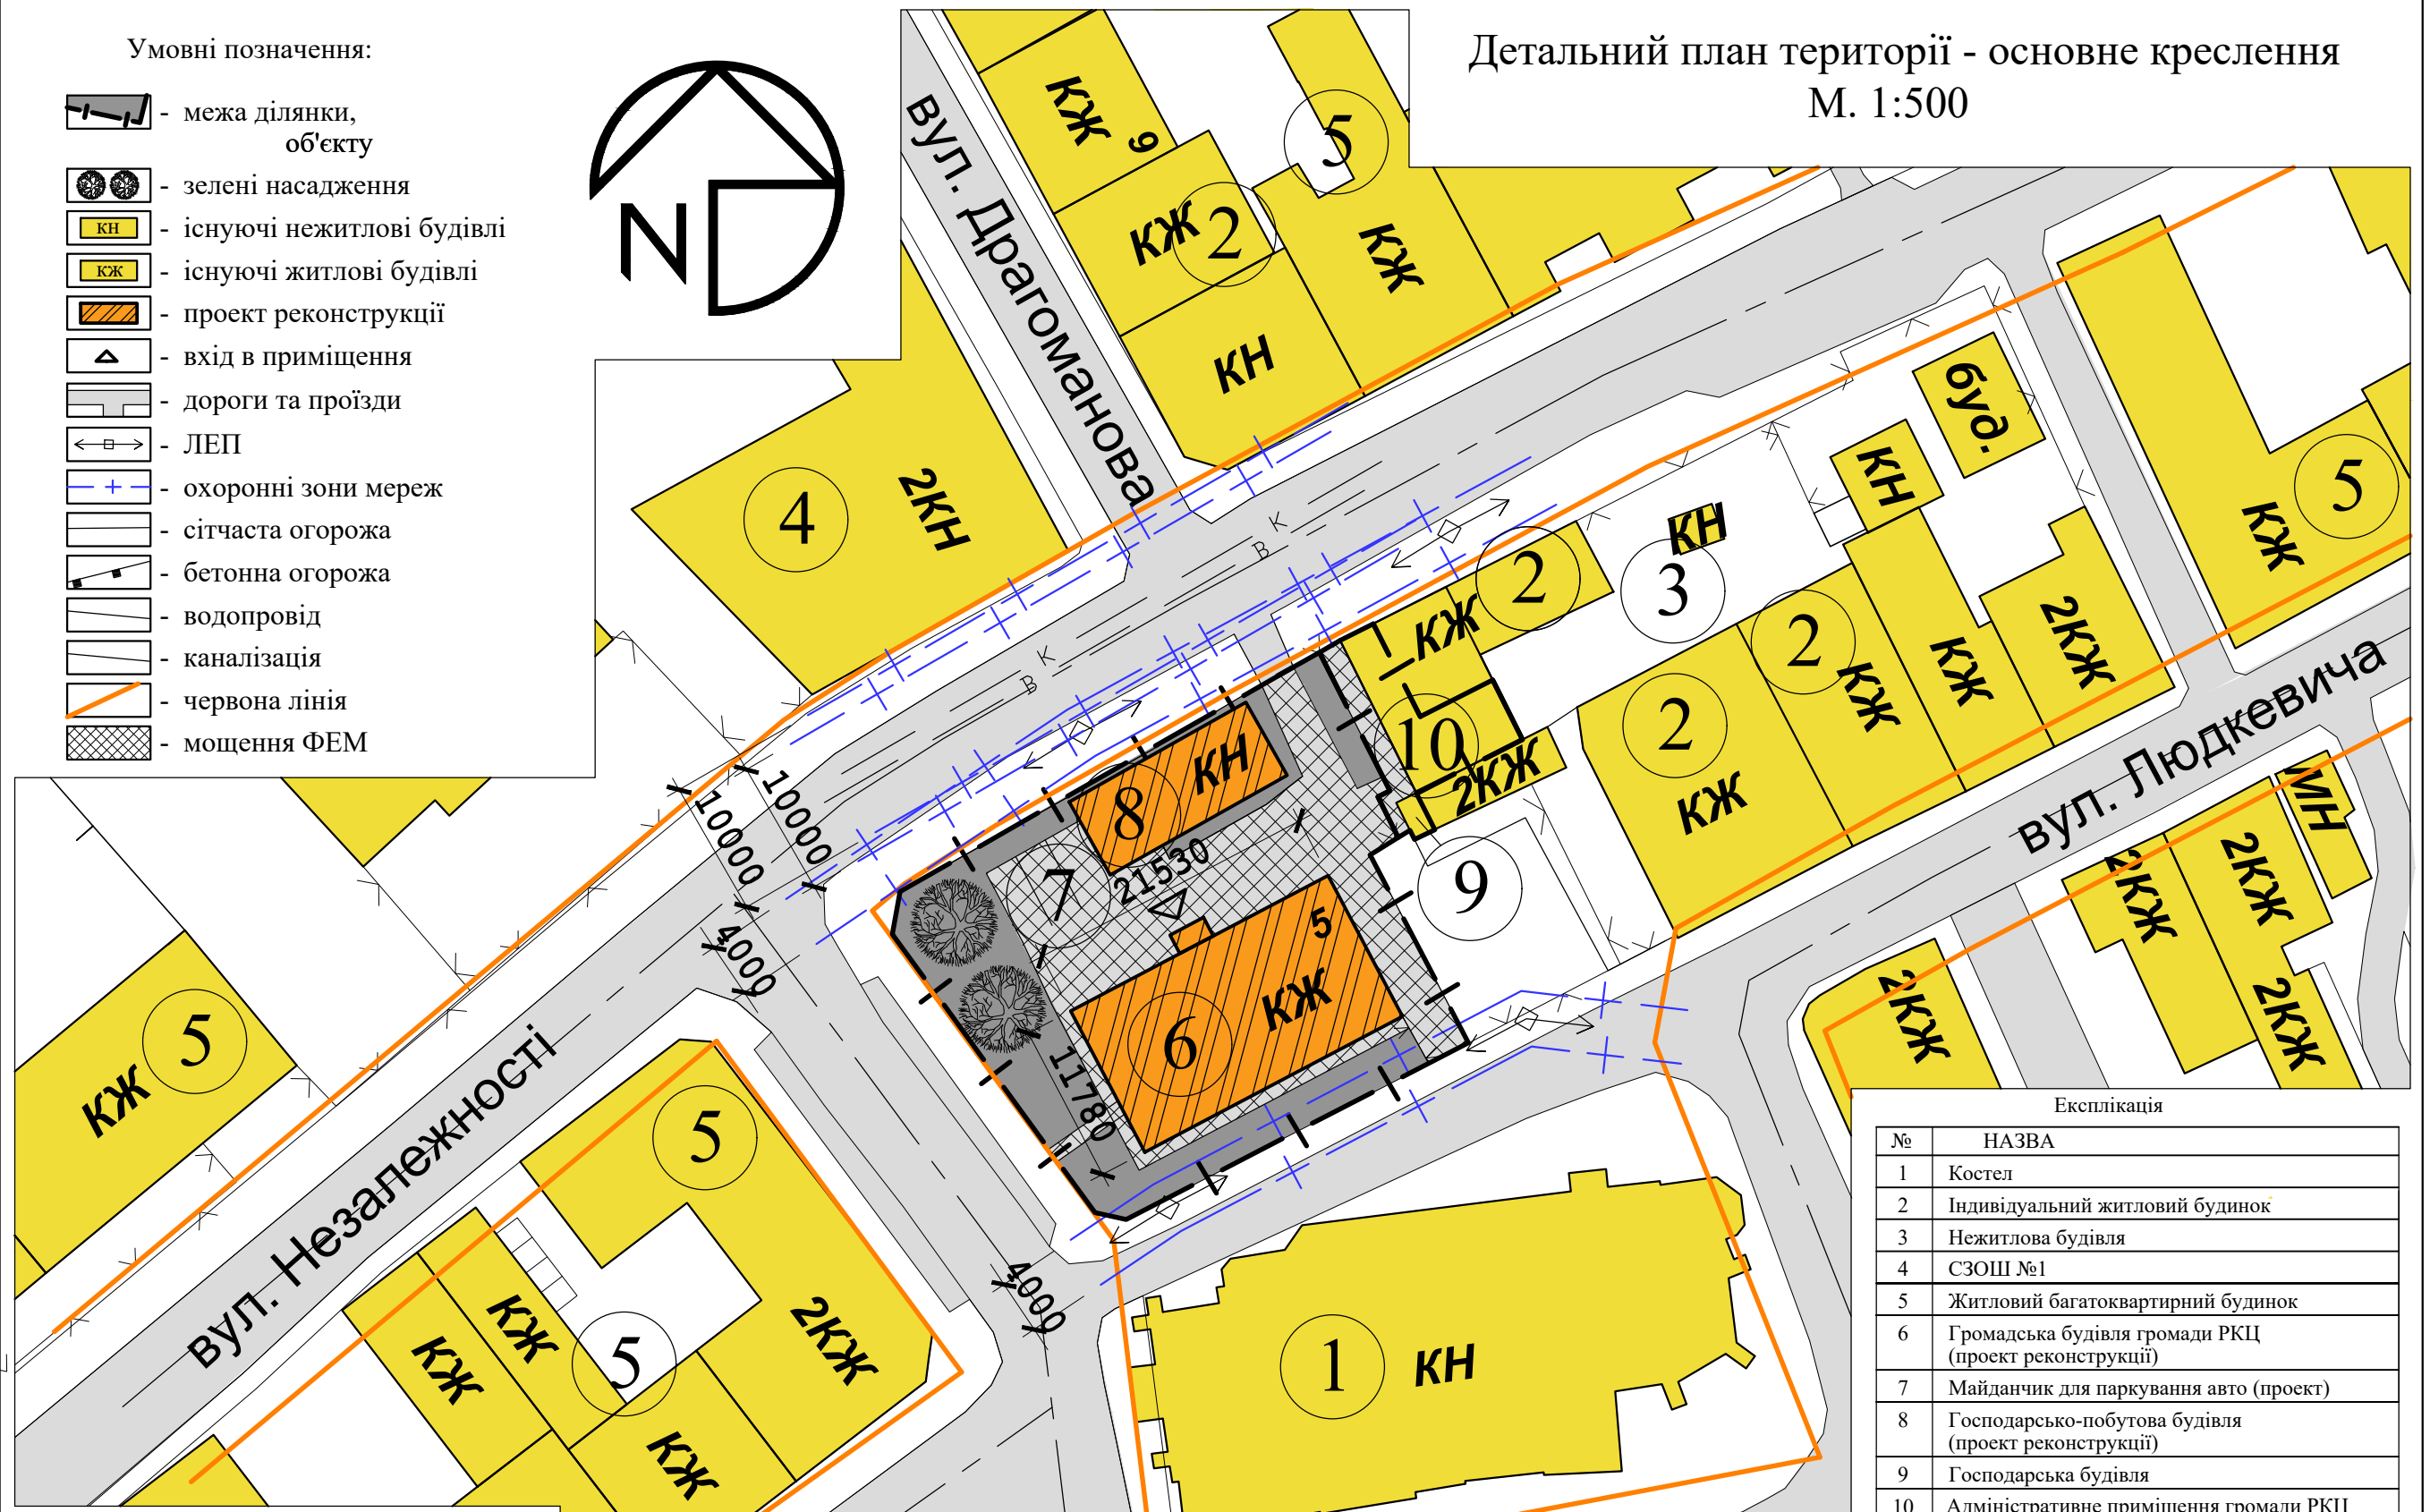 Умовні позначення:
- межа ділянки,
об'єкту
- зелені насадження
кн - існуючі нежитлові будівлі
кж - існуючі житлові будівлі
- проект реконструкції
- вхід в приміщення
- дороги та проїзди
- ЛЕП
- охоронні зони мереж
- сітчаста огорожа
- бетонна огорожа
- водопровід
- каналізація
- червона лінія
- мощення ФЕМ
N
Детальний план території - основне креслення
М. 1:500
вул. Драгоманова
вул. Незалежності
вул. Людкевича
КЖ 9
5
КЖ
2
КЖ
КН
4
2КН
К
В
К
В
буд.
КН
КН
3
2
КЖ
10
2КЖ
2
КЖ
2
КЖ
КЖ
2КЖ
КЖ
5
9
КН
8
7
21530
5
КЖ
6
11780
10000
10000
4000
4000
КЖ
5
5
2КЖ
КЖ
КЖ
5
КЖ
1
КН
2КЖ
2КЖ
2КЖ
2КЖ
Експлікація
№ НАЗВА
1 Костел
2 Індивідуальний житловий будинок
3 Нежитлова будівля
4 СЗОШ №1
5 Житловий багатоквартирний будинок
6 Громадська будівля громади РКЦ
(проект реконструкції)
7 Майданчик для паркування авто (проект)
8 Господарсько-побутова будівля
(проект реконструкції)
9 Господарська будівля
10 Адміністративне приміщення громади РКЦ